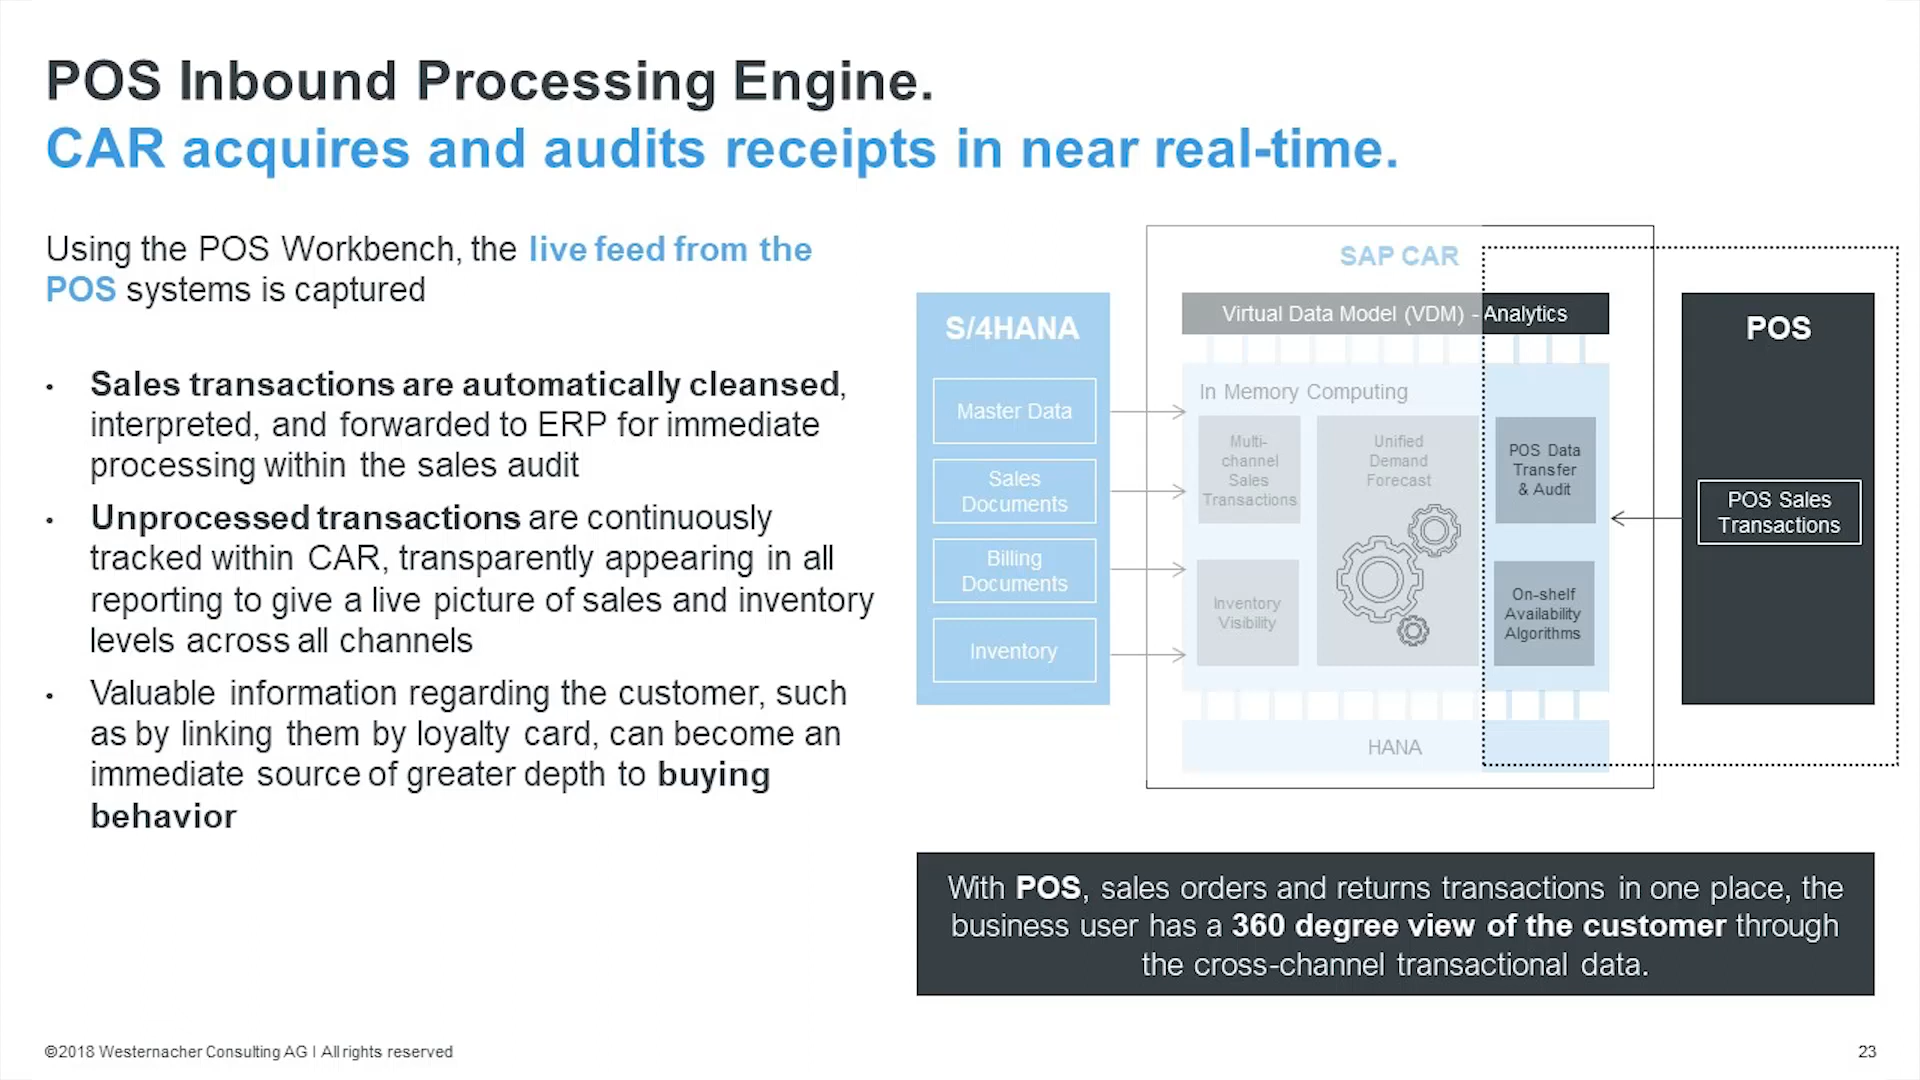 POS Inbound Processing Engine.
CAR acquires and audits receipts in near real-time.
Using the POS Workbench, the live feed from the
POS systems is captured
• Sales transactions are automatically cleansed,
interpreted, and forwarded to ERP for immediate
processing within the sales audit
• Unprocessed transactions are continuously
tracked within CAR, transparently appearing in all
reporting to give a live picture of sales and inventory
levels across all channels
• Valuable information regarding the customer, such
as by linking them by loyalty card, can become an
immediate source of greater depth to buying
behavior
S/4HANA
Master Data
Sales
Documents
Billing
Documents
Inventory
SAP CAR
Virtual Data Model (VDM) - Analytics
In Memory Computing
Multi-
channel
Sales
Transactions
Unified
Demand
Forecast
POS Data
Transfer
& Audit
Inventory
Visibility
On-shelf
Availability
Algorithms
HANA
POS
POS Sales
Transactions
With POS, sales orders and returns transactions in one place, the
business user has a 360 degree view of the customer through
the cross-channel transactional data.
©2018 Westernacher Consulting AG I All rights reserved
23